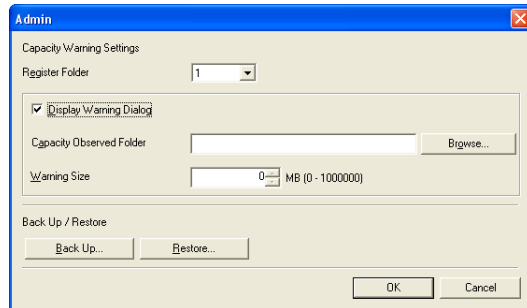 Admin
Capacity Warning Settings
Register Folder 1
Display Warning Dialog
Capacity Observed Folder Browse...
Warning Size 0 MB (0 - 1000000)
Back Up / Restore
Back Up... Restore...
OK Cancel